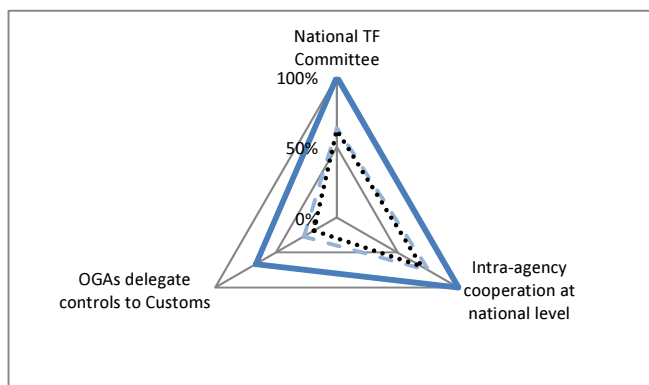 National TF
Committee
100%
50%
0%
OGAs delegate
controls to Customs
Intra-agency
cooperation at
national level